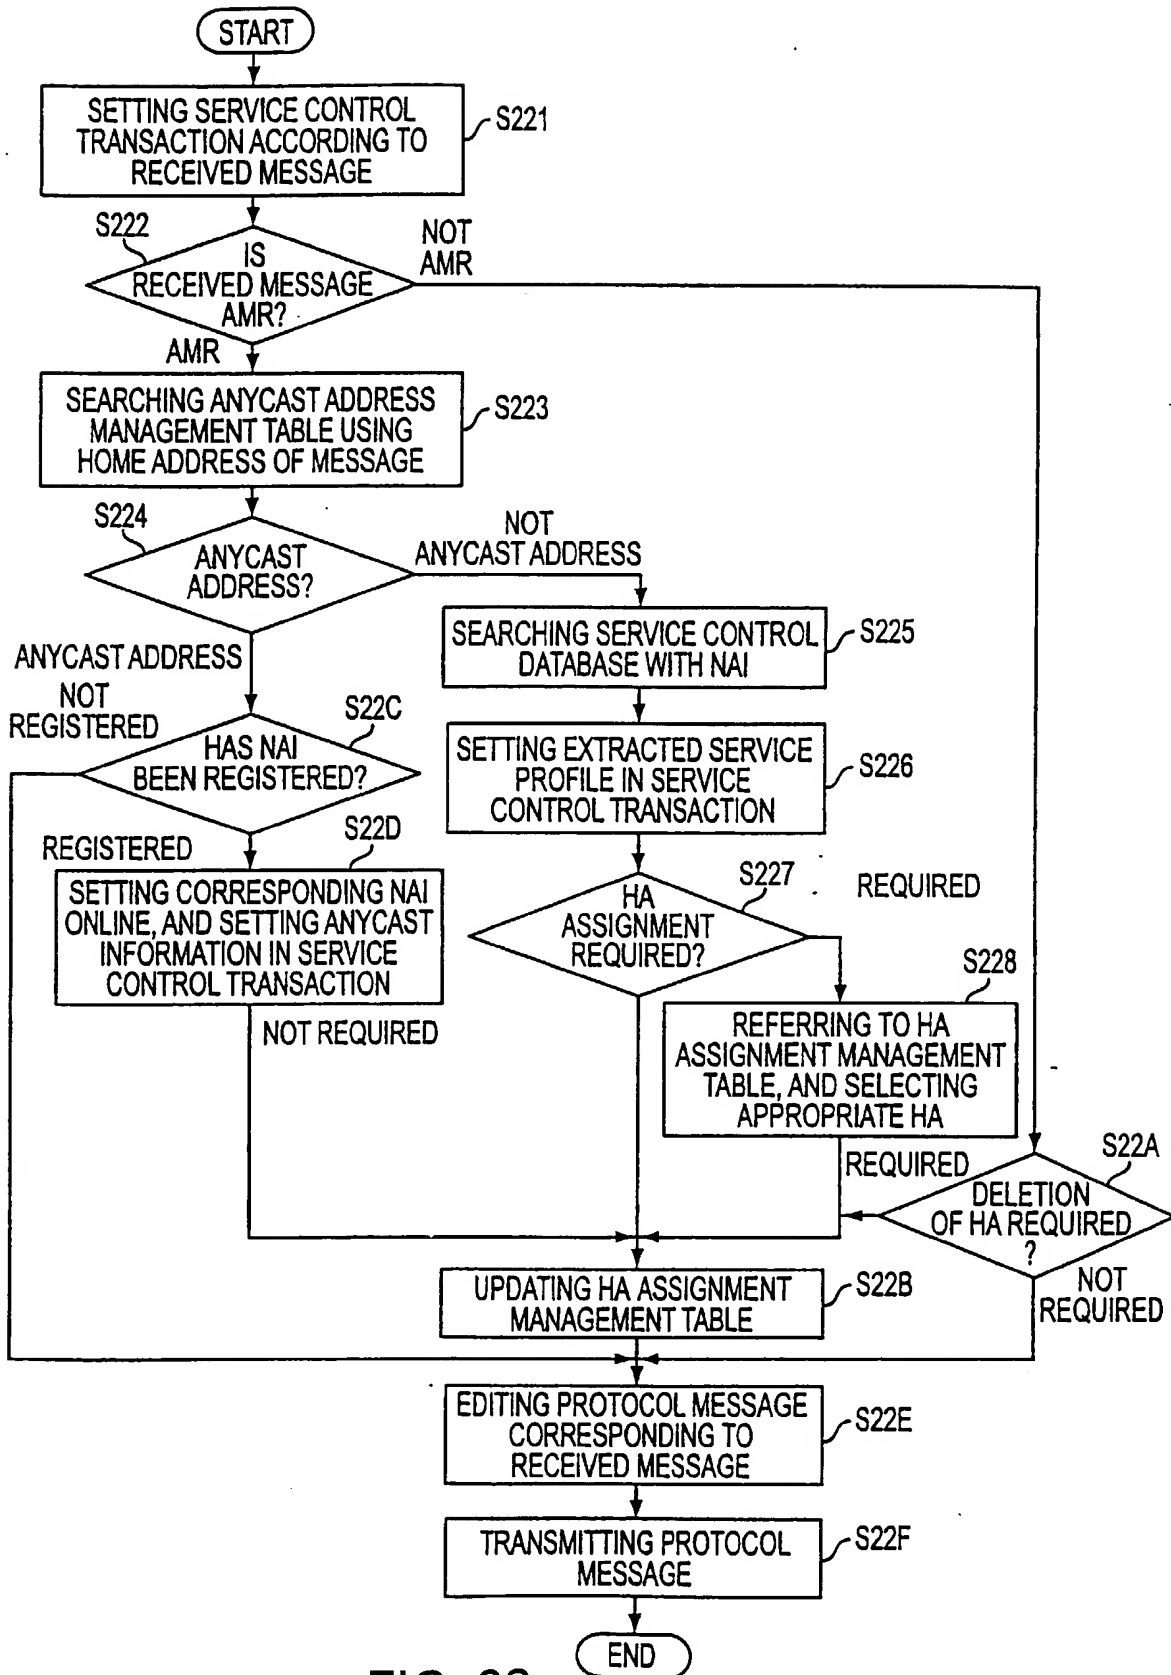 START
SETTING SERVICE CONTROL
TRANSACTION ACCORDING TO
RECEIVED MESSAGE
S221
S222
IS
RECEIVED MESSAGE
AMR?
NOT
AMR
AMR
SEARCHING ANYCAST ADDRESS
MANAGEMENT TABLE USING
HOME ADDRESS OF MESSAGE
S223
S224
ANYCAST
ADDRESS?
NOT
ANYCAST ADDRESS
SEARCHING SERVICE CONTROL
DATABASE WITH NAI
S225
ANYCAST ADDRESS
NOT
REGISTERED
S22C
HAS NAI
BEEN REGISTERED?
SETTING EXTRACTED SERVICE
PROFILE IN SERVICE
CONTROL TRANSACTION
S226
REGISTERED
S22D
SETTING CORRESPONDING NAI
ONLINE, AND SETTING ANYCAST
INFORMATION IN SERVICE
CONTROL TRANSACTION
HA
ASSIGNMENT
REQUIRED?
S227
REQUIRED
S228
REFERRING TO HA
ASSIGNMENT MANAGEMENT
TABLE, AND SELECTING
APPROPRIATE HA
NOT REQUIRED
REQUIRED
S22A
DELETION
OF HA REQUIRED
?
NOT
REQUIRED
UPDATING HA ASSIGNMENT
MANAGEMENT TABLE
S22B
EDITING PROTOCOL MESSAGE
CORRESPONDING TO
RECEIVED MESSAGE
S22E
TRANSMITTING PROTOCOL
MESSAGE
S22F
END